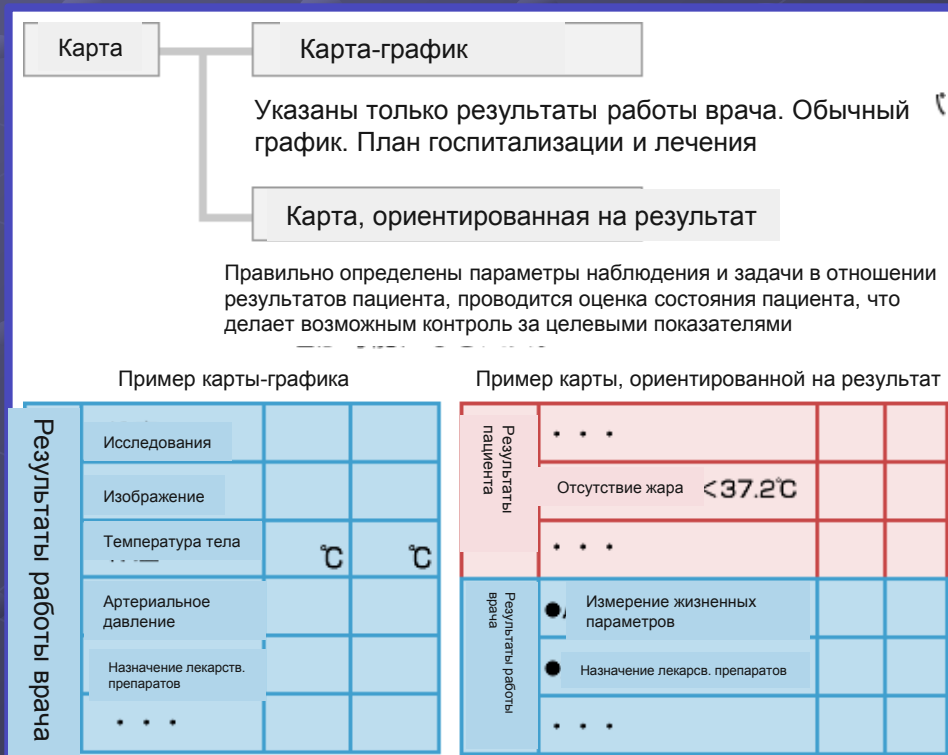 Карта
Карта-график
Указаны только результаты работы врача. Обычный
график. План госпитализации и лечения
Карта, ориентированная на результат
Правильно определены параметры наблюдения и задачи в отношении
результатов пациента, проводится оценка состояния пациента, что
делает возможным контроль за целевыми показателями
Пример карты-графика
Результаты работы врача
Исследования
Изображение
Температура тела
℃ ℃
Артериальное
давление
Назначение лекарств.
препаратов
• • •
Пример карты, ориентированной на результат
Результаты
пациента
• • •
Отсутствие жара <37.2℃
• • •
Результаты работы
врача
● Измерение жизненных
параметров
● Назначение лекарсв. препаратов
• • •